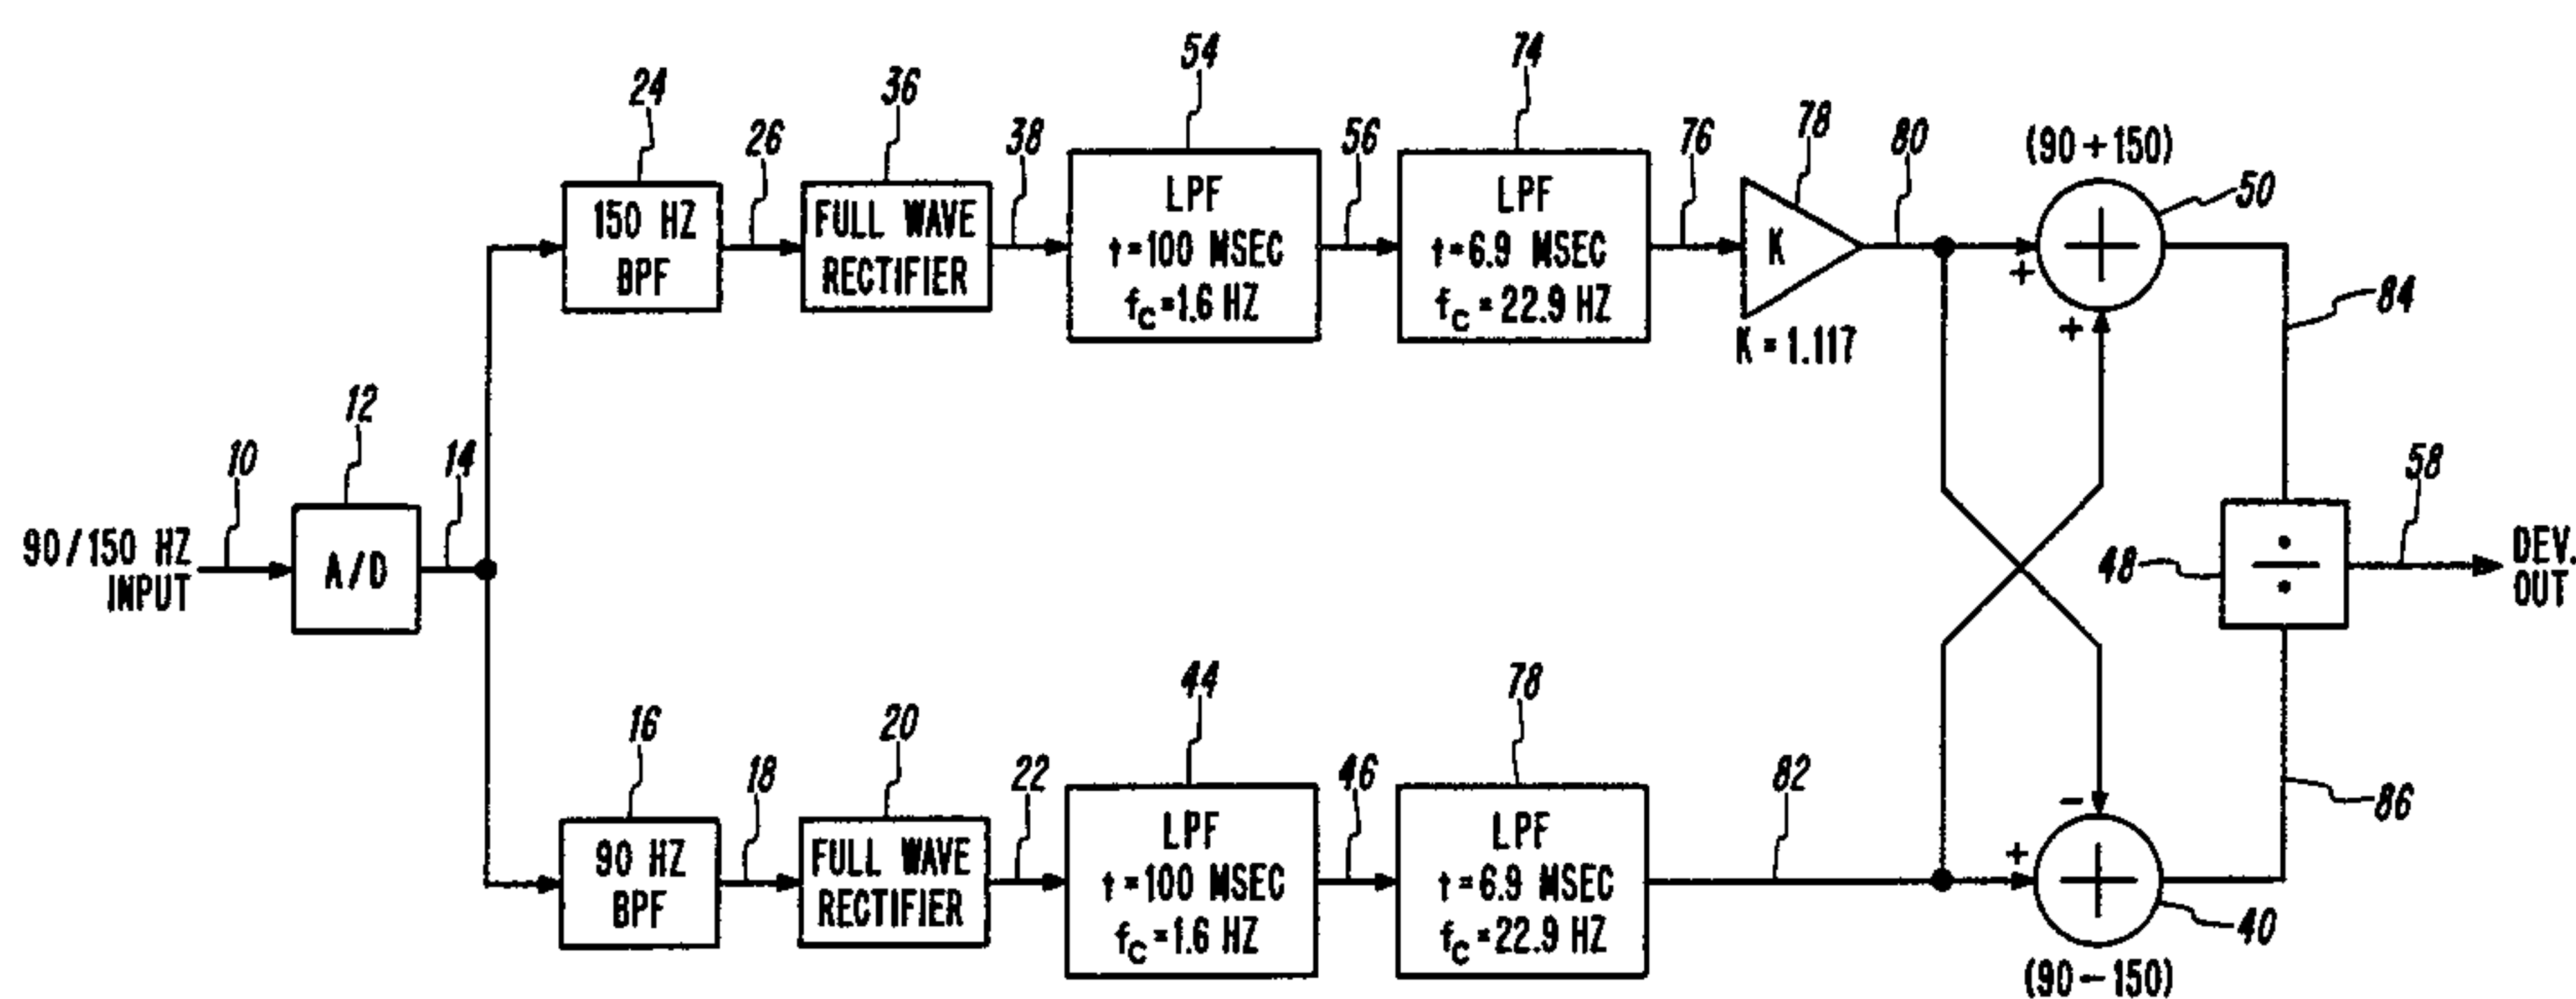 54
74
24
36
78
26
38
56
76
80
(90+150)
50
150 HZ
BPF
FULL WAVE
RECTIFIER
LPF
t=100 MSEC
fc=1.6 HZ
LPF
t=6.9 MSEC
fc=22.9 HZ
K
K=1.117
+
+
84
12
10
14
90/150 HZ
INPUT
A/D
58
48
÷
DEV.
OUT
44
78
16
20
18
22
46
82
86
90 HZ
BPF
FULL WAVE
RECTIFIER
LPF
t=100 MSEC
fc=1.6 HZ
LPF
t=6.9 MSEC
fc=22.9 HZ
-
+
40
(90-150)